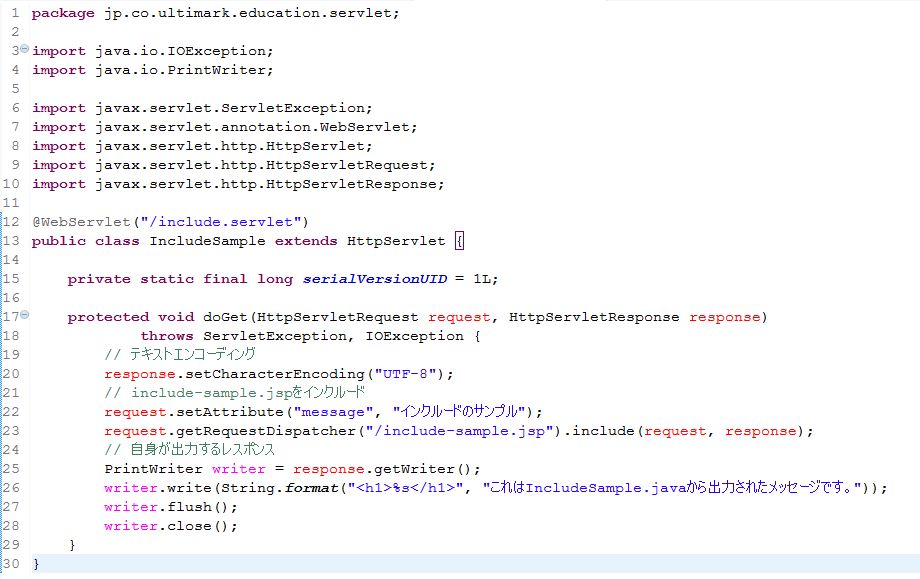 1 package jp.co.ultimark.education.servlet;
2
3 import java.io.IOException;
4 import java.io.PrintWriter;
5
6 import javax.servlet.ServletException;
7 import javax.servlet.annotation.WebServlet;
8 import javax.servlet.http.HttpServlet;
9 import javax.servlet.http.HttpServletRequest;
10 import javax.servlet.http.HttpServletResponse;
11
12 @WebServlet("/include.servlet")
13 public class IncludeSample extends HttpServlet {
14
15     private static final long serialVersionUID = 1L;
16
17     protected void doGet(HttpServletRequest request, HttpServletResponse response)
18             throws ServletException, IOException {
19         // テキストエンコーディング
20         response.setCharacterEncoding("UTF-8");
21         // include-sample.jspをインクルード
22         request.setAttribute("message", "インクルードのサンプル");
23         request.getRequestDispatcher("/include-sample.jsp").include(request, response);
24         // 自身が出力するレスポンス
25         PrintWriter writer = response.getWriter();
26         writer.write(String.format("<h1>%s</h1>", "これはIncludeSample.javaから出力されたメッセージです。"));
27         writer.flush();
28         writer.close();
29     }
30 }